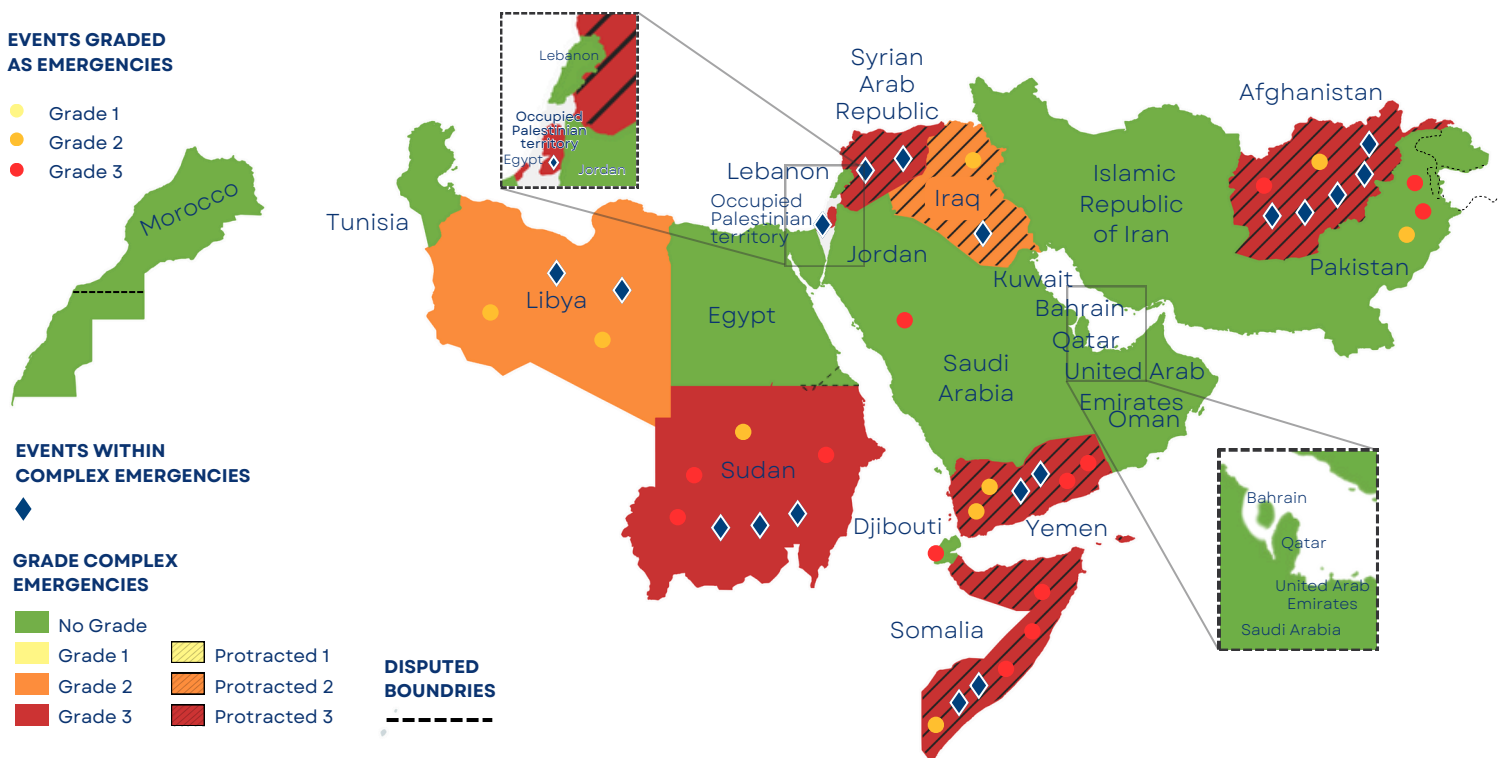 EVENTS GRADED
AS EMERGENCIES
Grade 1
Grade 2
Grade 3
EVENTS WITHIN
COMPLEX EMERGENCIES
GRADE COMPLEX
EMERGENCIES
No Grade
Grade 1
Grade 2
Grade 3
Protracted 1
Protracted 2
Protracted 3
DISPUTED
BOUNDRIES
Morocco
Tunisia
Libya
Egypt
Sudan
Lebanon
Occupied
Palestinian
territory
Egypt
Jordan
Syrian
Arab
Republic
Lebanon
Occupied
Palestinian
territory
Jordan
Iraq
Islamic
Republic
of Iran
Afghanistan
Pakistan
Kuwait
Bahrain
Qatar
United Arab
Emirates
Oman
Saudi
Arabia
Yemen
Djibouti
Somalia
Bahrain
Qatar
United Arab
Emirates
Saudi Arabia